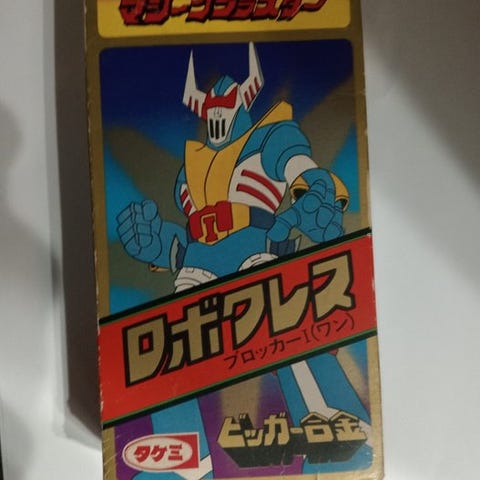 マシーンブラスター
I
ロボクレス
ブロッカーI(ワン)
ビッガー合金
タケミ